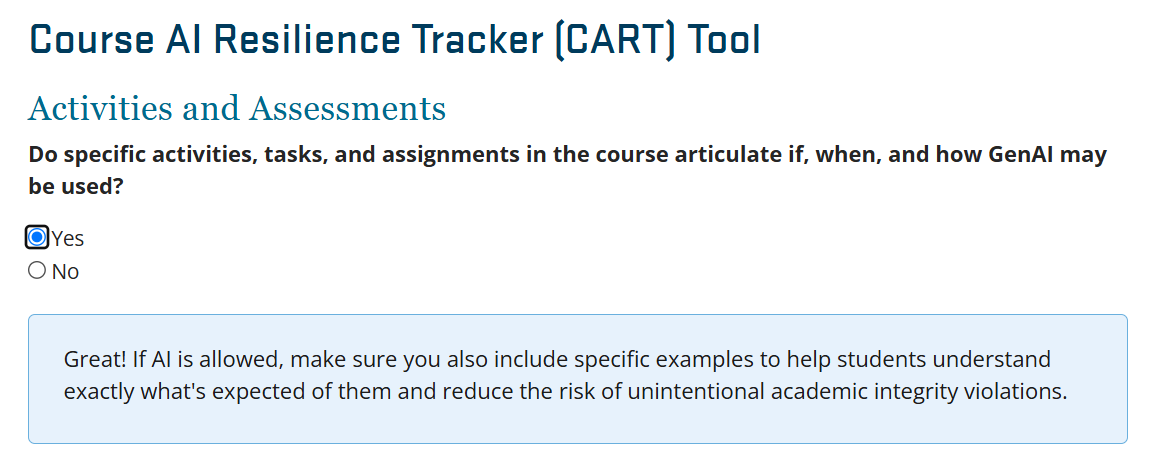 Course AI Resilience Tracker (CART) Tool
Activities and Assessments
Do specific activities, tasks, and assignments in the course articulate if, when, and how GenAI may
be used?
Yes
No
Great! If AI is allowed, make sure you also include specific examples to help students understand
exactly what's expected of them and reduce the risk of unintentional academic integrity violations.